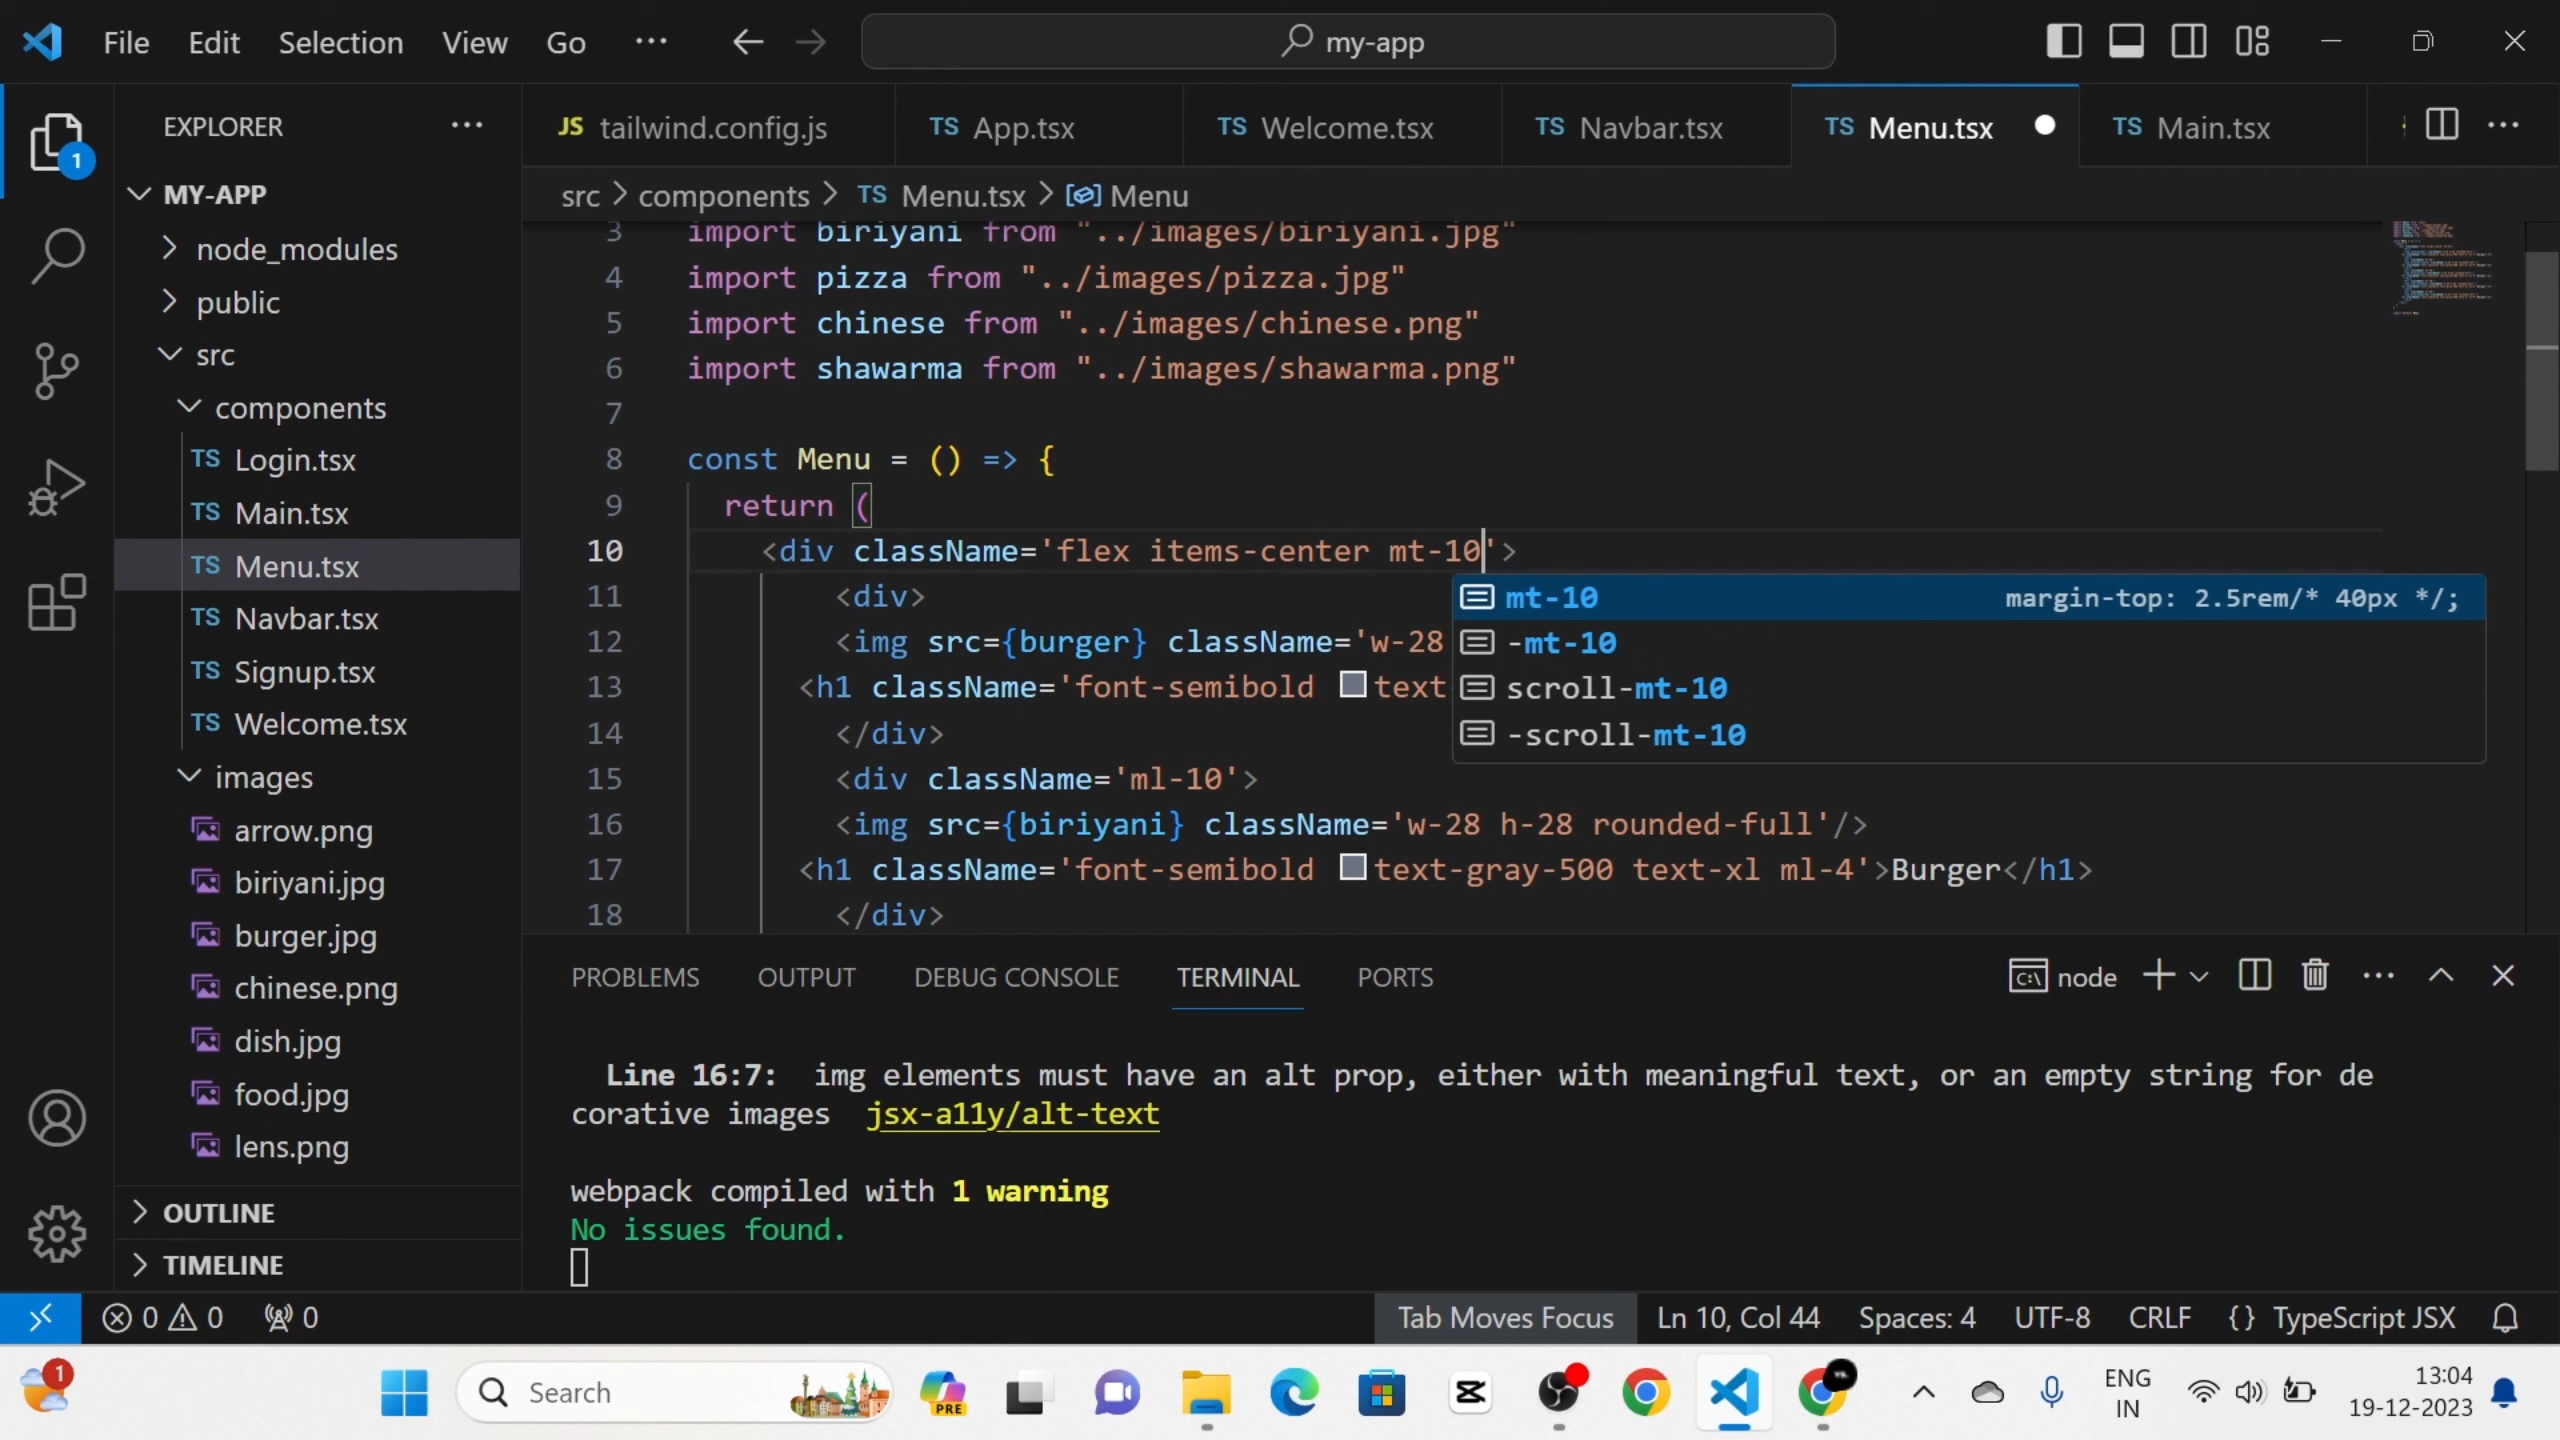 File Edit Selection View Go ··· my-app
EXPLORER ···
1
MY-APP
node_modules
public
src
components
TS Login.tsx
TS Main.tsx
TS Menu.tsx
TS Navbar.tsx
TS Signup.tsx
TS Welcome.tsx
images
arrow.png
biriyani.jpg
burger.jpg
chinese.png
dish.jpg
food.jpg
lens.png
OUTLINE
TIMELINE
JS tailwind.config.js TS App.tsx TS Welcome.tsx TS Navbar.tsx TS Menu.tsx ● TS Main.tsx ···
src > components > TS Menu.tsx > Menu
3 import biriyani from "../images/biriyani.jpg"
4 import pizza from "../images/pizza.jpg"
5 import chinese from "../images/chinese.png"
6 import shawarma from "../images/shawarma.png"
7
8 const Menu = () => {
9 return (
10 <div className='flex items-center mt-10'>
11 <div>
12 <img src={burger} className='w-28
13 <h1 className='font-semibold text
14 </div>
15 <div className='ml-10'>
16 <img src={biriyani} className='w-28 h-28 rounded-full'/>
17 <h1 className='font-semibold text-gray-500 text-xl ml-4'>Burger</h1>
18 </div>
mt-10 margin-top: 2.5rem/* 40px */;
-mt-10
scroll-mt-10
-scroll-mt-10
PROBLEMS OUTPUT DEBUG CONSOLE TERMINAL PORTS node ···
Line 16:7: img elements must have an alt prop, either with meaningful text, or an empty string for de
corative images jsx-a11y/alt-text
webpack compiled with 1 warning
No issues found.
0 0 0 Tab Moves Focus Ln 10, Col 44 Spaces: 4 UTF-8 CRLF {} TypeScript JSX
1 Search PRE ENG 13:04
IN 19-12-2023